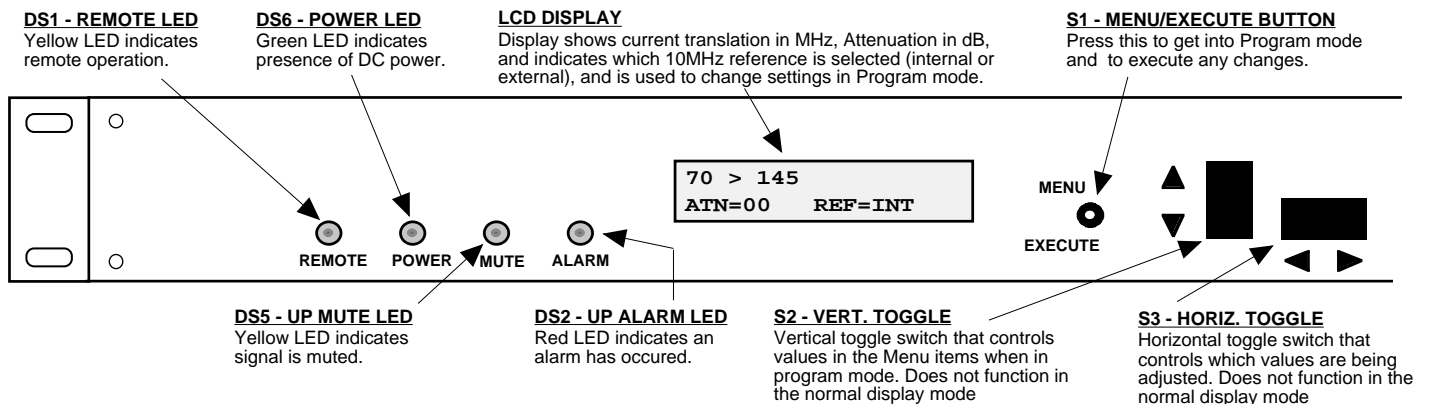 DS1 - REMOTE LED
Yellow LED indicates
remote operation.
DS6 - POWER LED
Green LED indicates
presence of DC power.
LCD DISPLAY
Display shows current translation in MHz, Attenuation in dB,
and indicates which 10MHz reference is selected (internal or
external), and is used to change settings in Program mode.
S1 - MENU/EXECUTE BUTTON
Press this to get into Program mode
and to execute any changes.
70 > 145
ATN=00 REF=INT
MENU
EXECUTE
REMOTE
POWER
MUTE
ALARM
DS5 - UP MUTE LED
Yellow LED indicates
signal is muted.
DS2 - UP ALARM LED
Red LED indicates an
alarm has occured.
S2 - VERT. TOGGLE
Vertical toggle switch that controls
values in the Menu items when in
program mode. Does not function in
the normal display mode
S3 - HORIZ. TOGGLE
Horizontal toggle switch that
controls which values are being
adjusted. Does not function in the
normal display mode